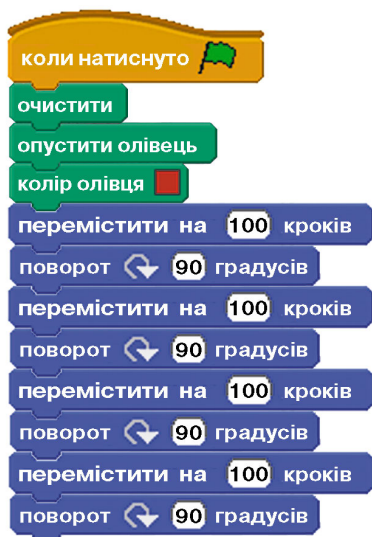 коли натиснуто
очистити
опустити олівець
колір олівця
перемістити на 100 кроків
поворот 90 градусів
перемістити на 100 кроків
поворот 90 градусів
перемістити на 100 кроків
поворот 90 градусів
перемістити на 100 кроків
поворот 90 градусів